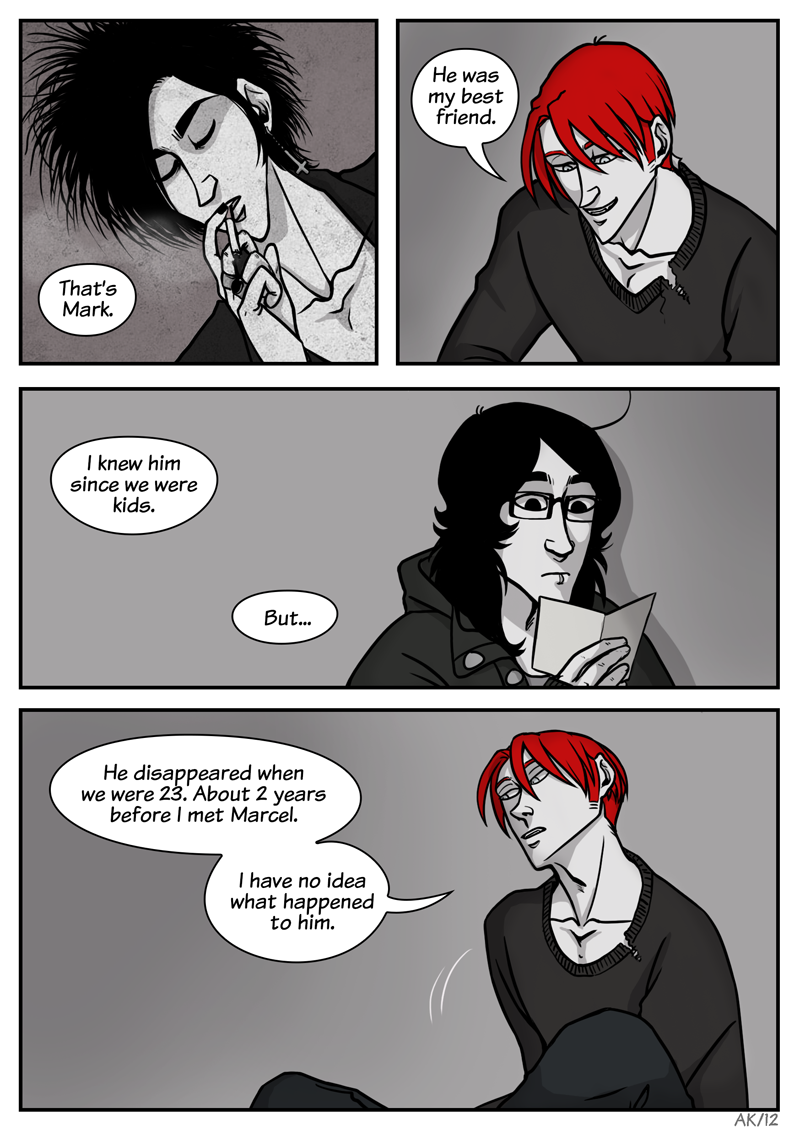 That's
Mark.
He was
my best
friend.
I knew him
since we were
kids.
But...
He disappeared when
we were 23. About 2 years
before I met Marcel.
I have no idea
what happened
to him.
AK/12